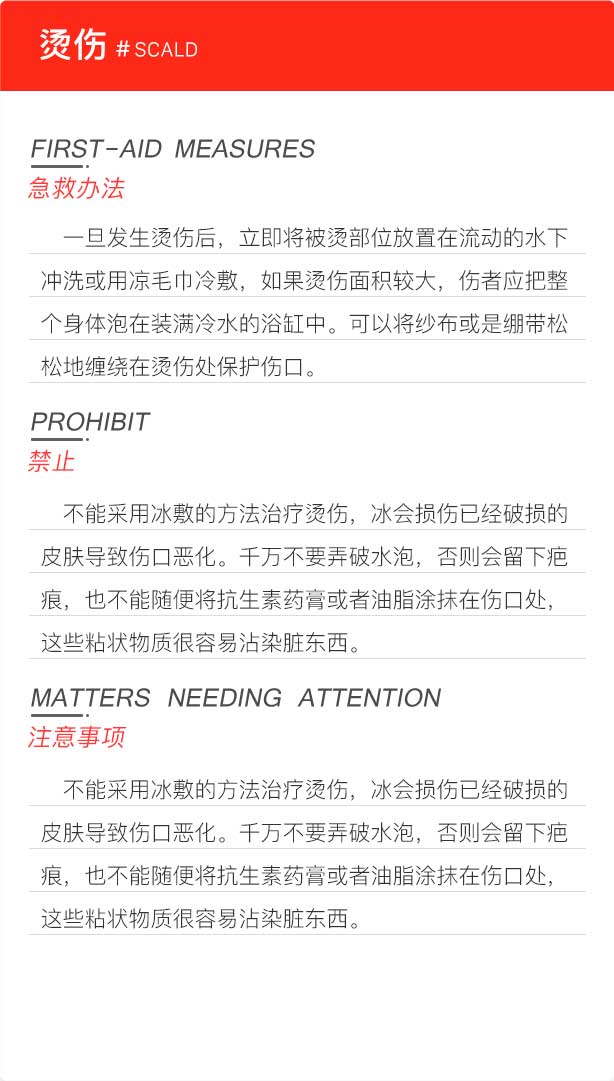 烫伤 # SCALD
FIRST-AID MEASURES
急救办法
一旦发生烫伤后，立即将被烫部位放置在流动的水下
冲洗或用凉毛巾冷敷，如果烫伤面积较大，伤者应把整
个身体泡在装满冷水的浴缸中。可以将纱布或是绷带松
松地缠绕在烫伤处保护伤口。
PROHIBIT
禁止
不能采用冰敷的方法治疗烫伤，冰会损伤已经破损的
皮肤导致伤口恶化。千万不要弄破水泡，否则会留下疤
痕，也不能随便将抗生素药膏或者油脂涂抹在伤口处，
这些粘状物质很容易沾染脏东西。
MATTERS NEEDING ATTENTION
注意事项
不能采用冰敷的方法治疗烫伤，冰会损伤已经破损的
皮肤导致伤口恶化。千万不要弄破水泡，否则会留下疤
痕，也不能随便将抗生素药膏或者油脂涂抹在伤口处，
这些粘状物质很容易沾染脏东西。